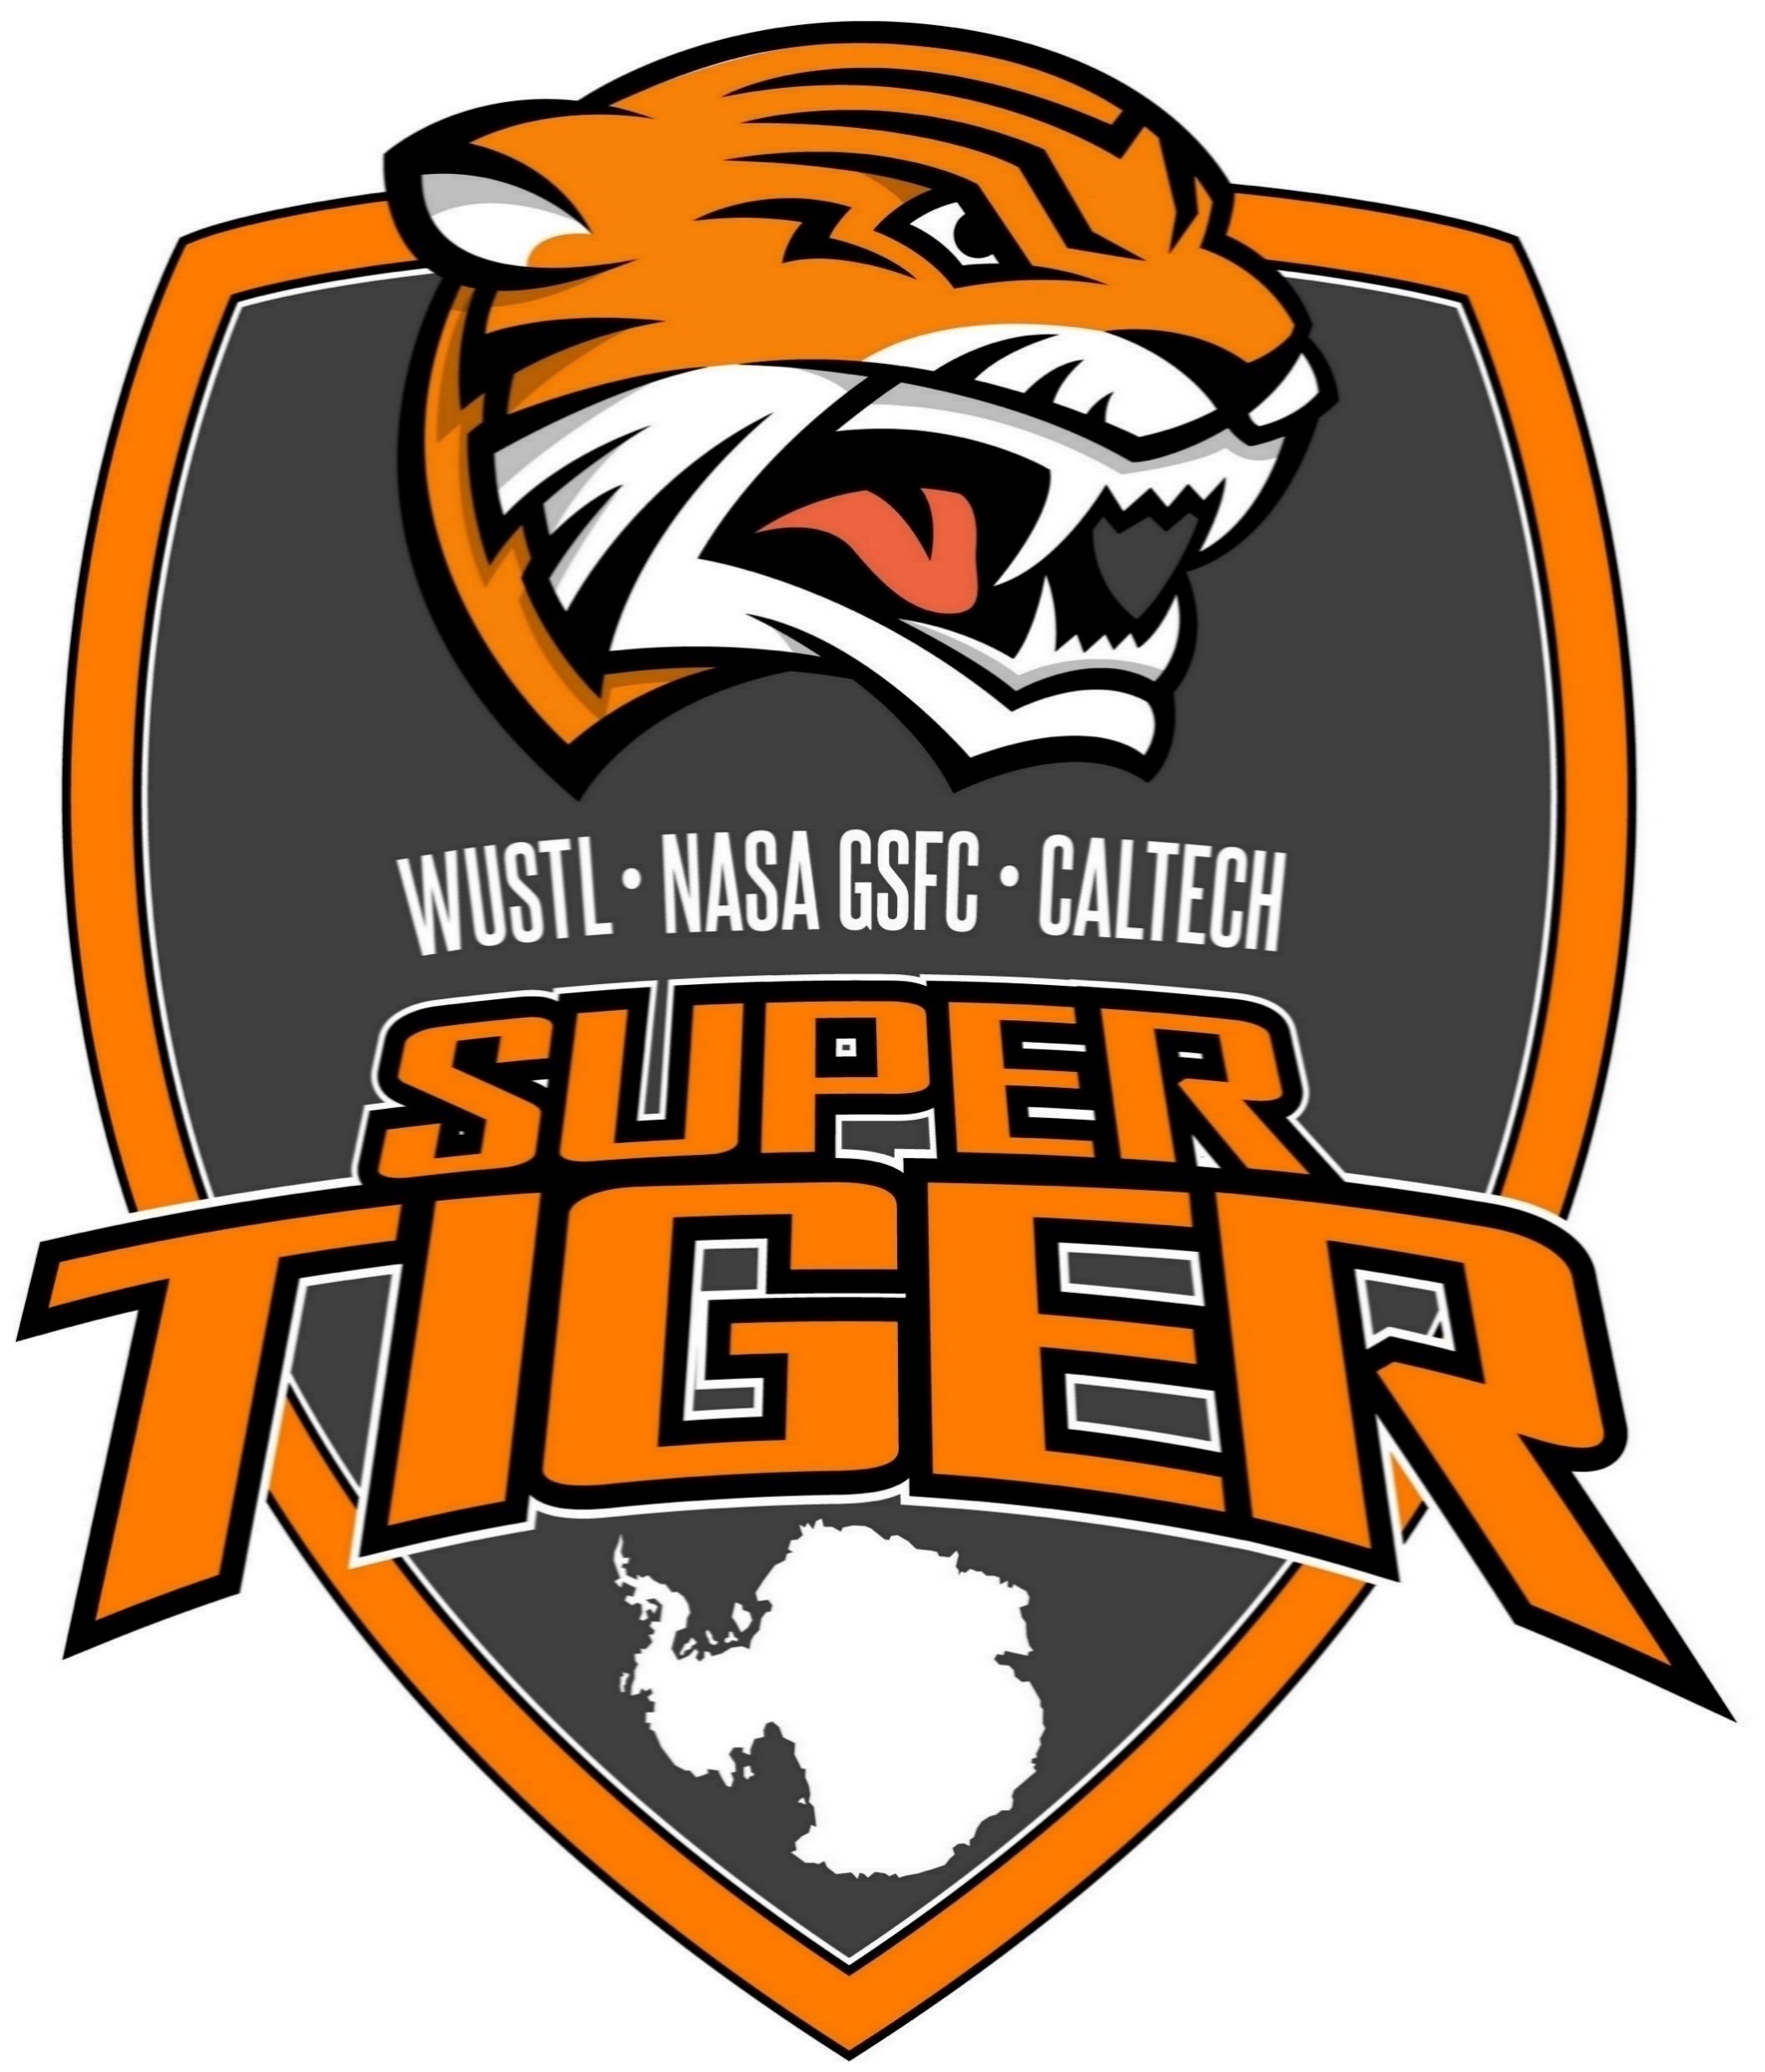 WUSTL • NASA GSFC • CALTECH
SUPER
TIGER